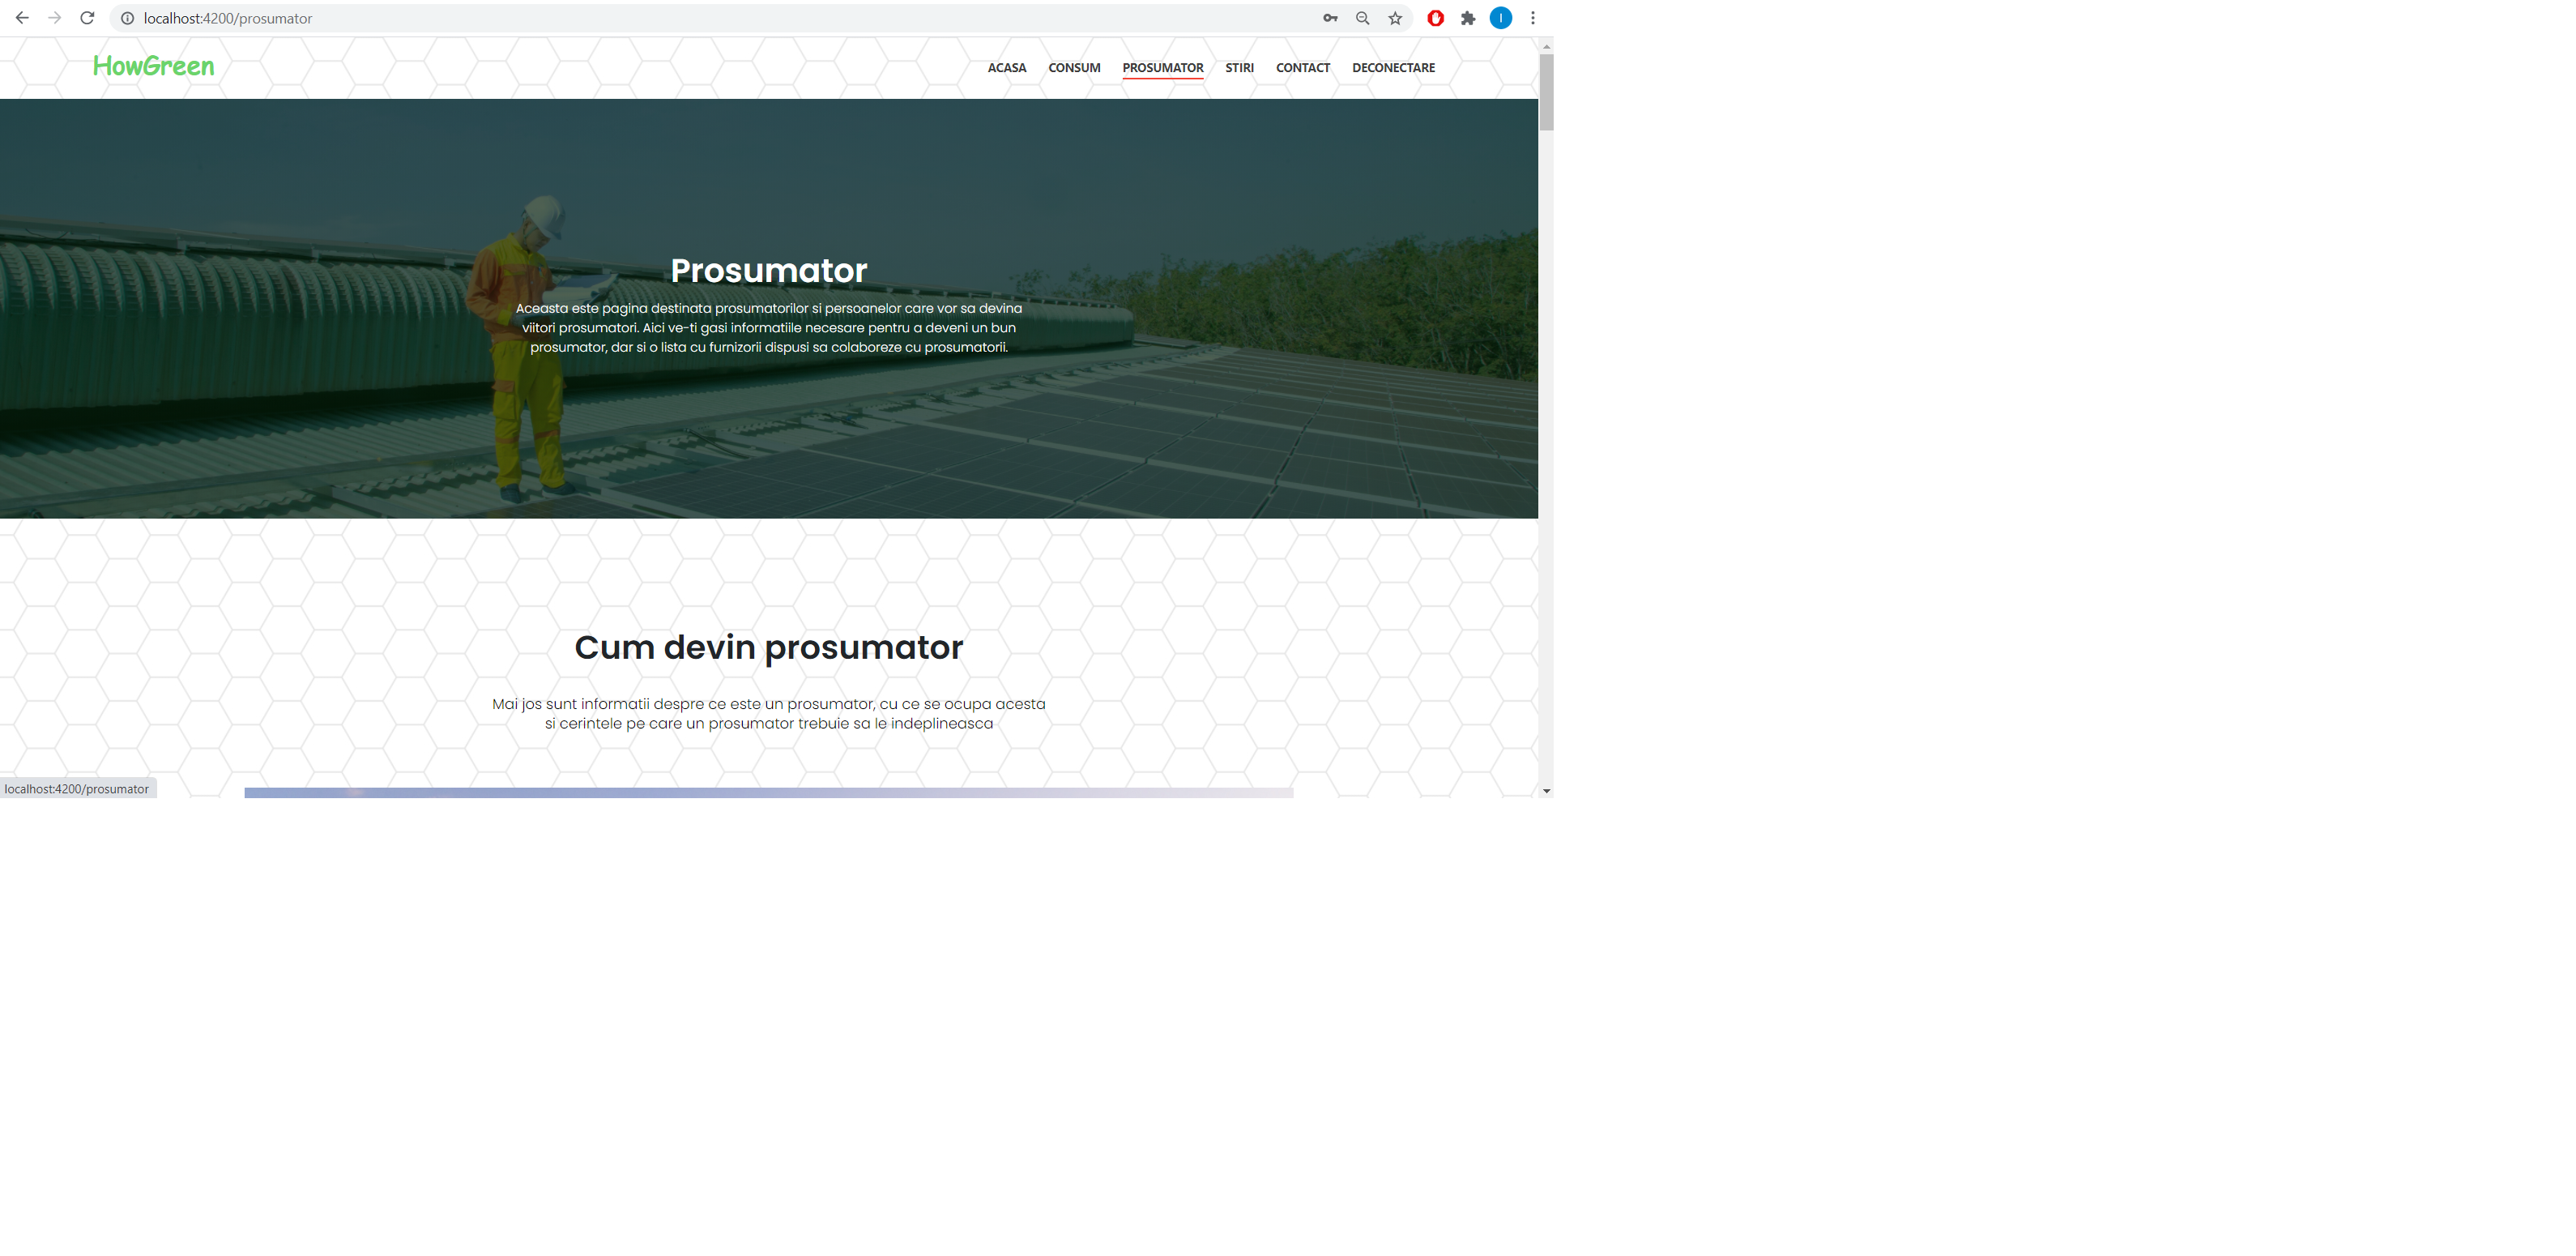 localhost:4200/prosumator
I
HowGreen
ACASA CONSUM PROSUMATOR STIRI CONTACT DECONECTARE
Prosumator
Aceasta este pagina destinata prosumatorilor si persoanelor care vor sa devina
viitori prosumatori. Aici ve-ti gasi informatiile necesare pentru a deveni un bun
prosumator, dar si o lista cu furnizorii dispusi sa colaboreze cu prosumatorii.
Cum devin prosumator
Mai jos sunt informatii despre ce este un prosumator, cu ce se ocupa acesta
si cerintele pe care un prosumator trebuie sa le indeplineasca
localhost:4200/prosumator